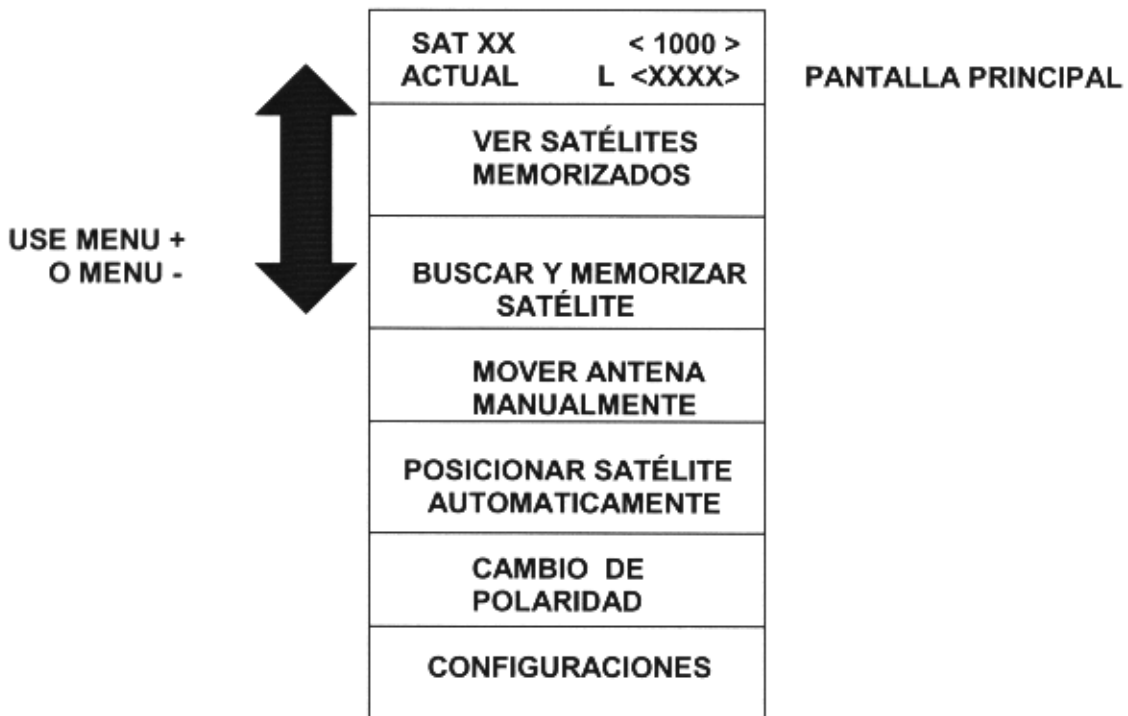 SAT XX < 1000 >
ACTUAL L <XXXX>
PANTALLA PRINCIPAL
VER SATÉLITES
MEMORIZADOS
USE MENU +
O MENU -
BUSCAR Y MEMORIZAR
SATÉLITE
MOVER ANTENA
MANUALMENTE
POSICIONAR SATÉLITE
AUTOMATICAMENTE
CAMBIO DE
POLARIDAD
CONFIGURACIONES